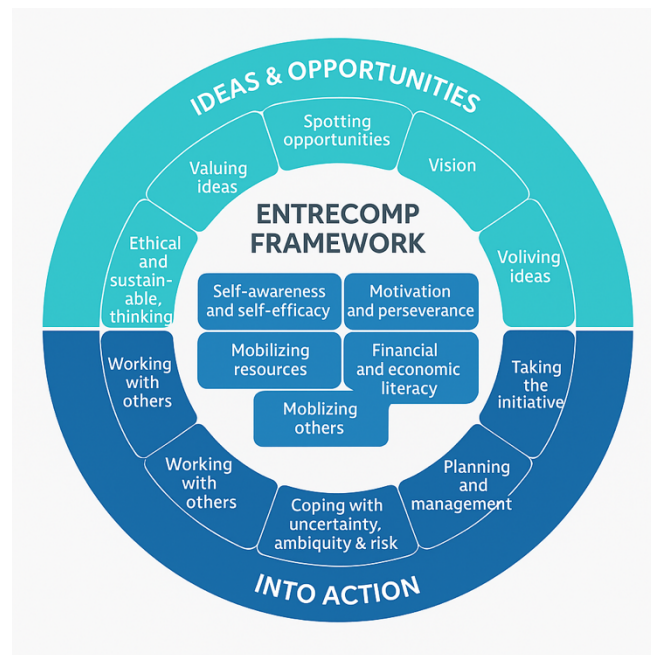 IDEAS & OPPORTUNITIES
Spotting
opportunities
Valuing
ideas
Vision
Ethical
and
sustain-
able,
thinking
Voliving
ideas
ENTRECOMP
FRAMEWORK
Self-awareness
and self-efficacy
Motivation
and perseverance
Mobilizing
resources
Financial
and economic
literacy
Moblizing
others
Working
with
others
Taking
the
initiative
Working
with
others
Planning
and
management
Coping with
uncertainty,
ambiquity & risk
INTO ACTION